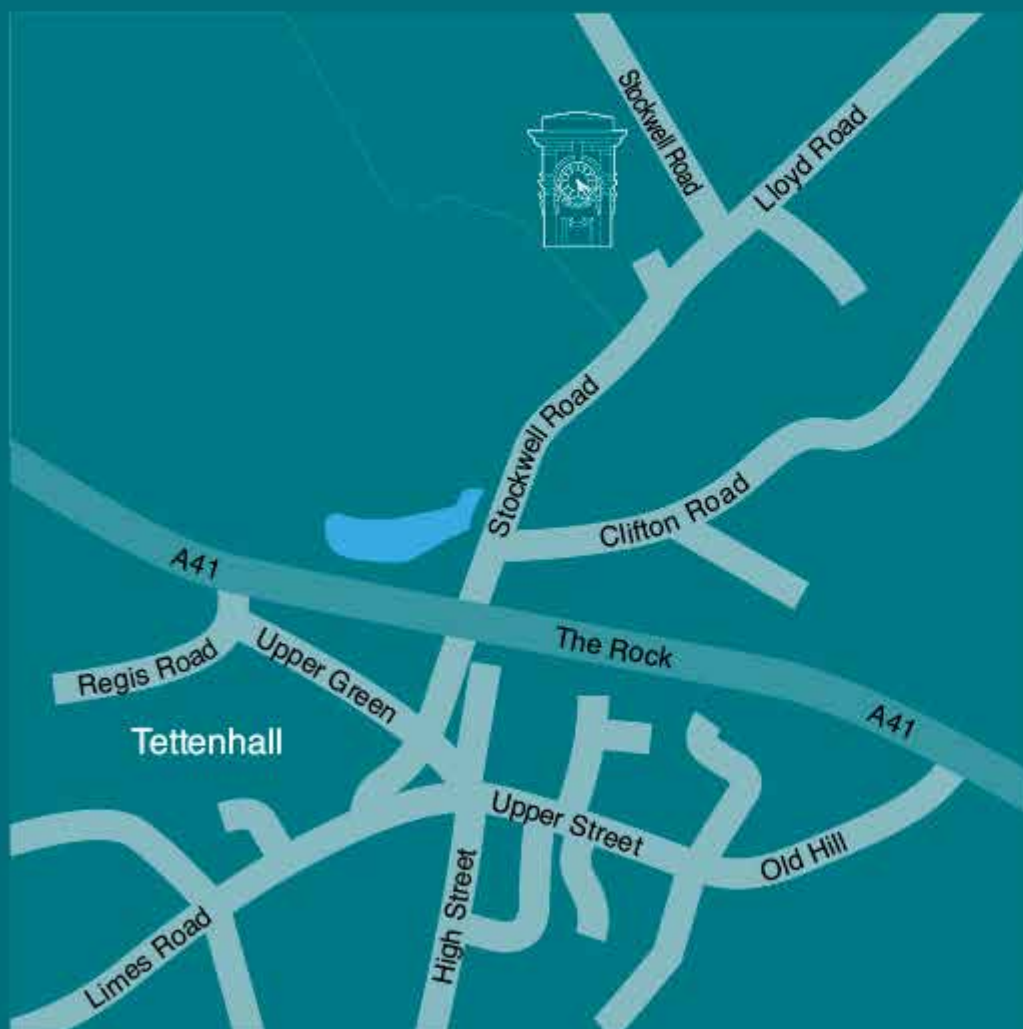 Stockwell Road
Lloyd Road
Stockwell Road
Clifton Road
A41
The Rock
Regis Road
Upper Green
A41
Tettenhall
Upper Street
Old Hill
High Street
Limes Road